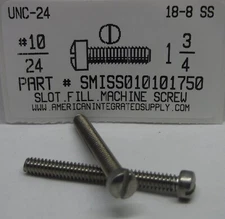 UNC-24 18-8 SS
#10 1 3/4
24
PART # SMISS010101750
SLOT.FILL.MACHINE SCREW
WWW.AMERICANINTEGRATEDSUPPLY.COM